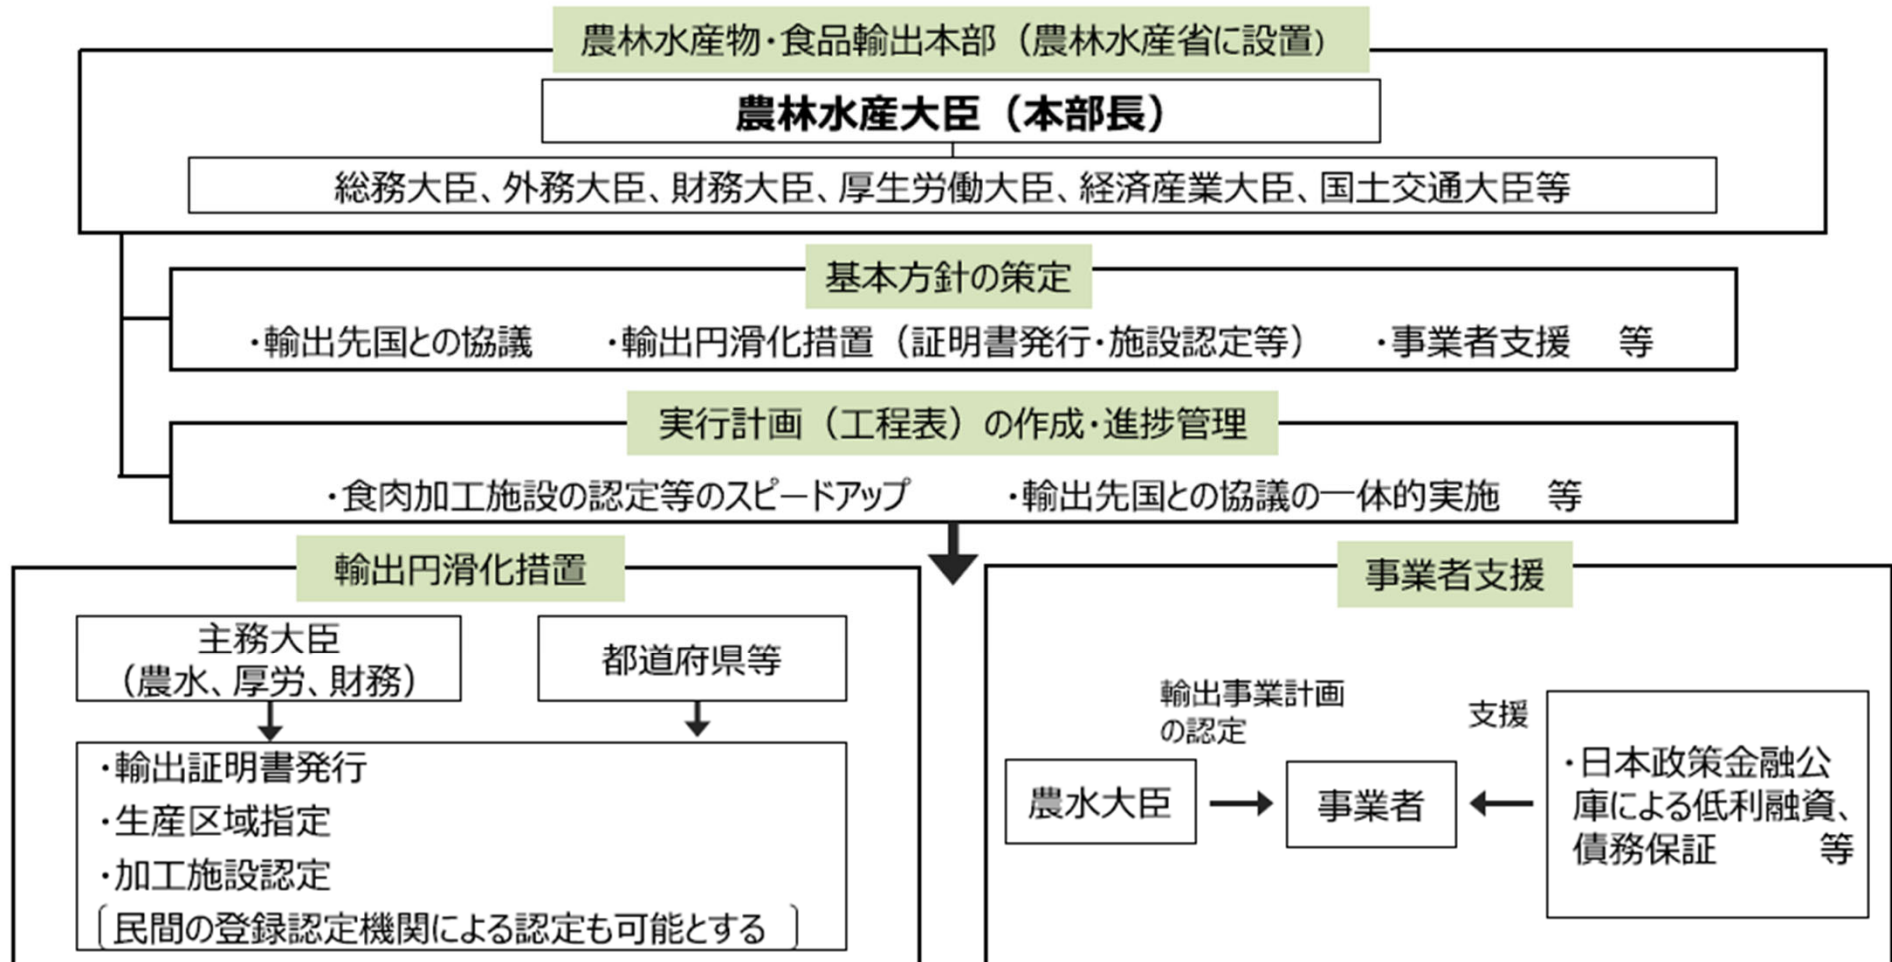 農林水産物・食品輸出本部（農林水産省に設置）
農林水産大臣（本部長）
総務大臣、外務大臣、財務大臣、厚生労働大臣、経済産業大臣、国土交通大臣等
基本方針の策定
・輸出先国との協議　・輸出円滑化措置（証明書発行・施設認定等）　・事業者支援　等
実行計画（工程表）の作成・進捗管理
・食肉加工施設の認定等のスピードアップ　・輸出先国との協議の一体的実施　等
輸出円滑化措置
主務大臣
（農水、厚労、財務）
都道府県等
・輸出証明書発行
・生産区域指定
・加工施設認定
〔民間の登録認定機関による認定も可能とする〕
事業者支援
輸出事業計画
の認定
支援
農水大臣
事業者
・日本政策金融公
庫による低利融資、
債務保証　等